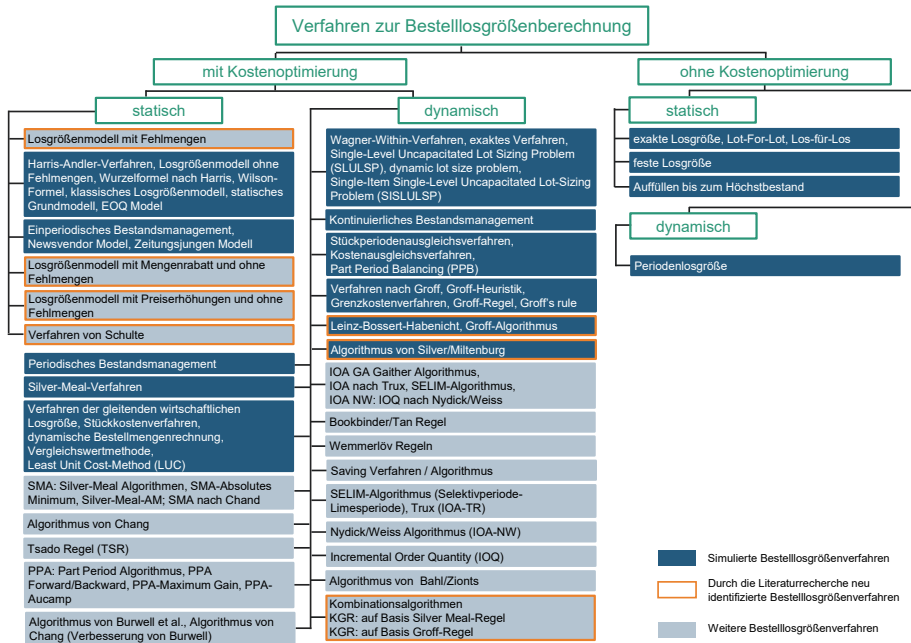 Verfahren zur Bestelllosgrößenberechnung
mit Kostenoptimierung
ohne Kostenoptimierung
statisch
Losgrößenmodell mit Fehlmengen
Harris-Andler-Verfahren, Losgrößenmodell ohne
Fehlmengen, Wurzelformel nach Harris, Wilson-
Formel, klassisches Losgrößenmodell, statisches
Grundmodell, EOQ Model
Einperiodisches Bestandsmanagement,
Newsvendor Model, Zeitungsjungen Modell
Losgrößenmodell mit Mengenrabatt und ohne
Fehlmengen
Losgrößenmodell mit Preiserhöhungen und ohne
Fehlmengen
Verfahren von Schulte
Periodisches Bestandsmanagement
Silver-Meal-Verfahren
Verfahren der gleitenden wirtschaftlichen
Losgröße, Stückkostenverfahren,
dynamische Bestellmengenrechnung,
Vergleichswertmethode,
Least Unit Cost-Method (LUC)
SMA: Silver-Meal Algorithmen, SMA-Absolutes
Minimum, Silver-Meal-AM; SMA nach Chand
Algorithmus von Chang
Tsado Regel (TSR)
PPA: Part Period Algorithmus, PPA
Forward/Backward, PPA-Maximum Gain, PPA-
Aucamp
Algorithmus von Burwell et al., Algorithmus von
Chang (Verbesserung von Burwell)
dynamisch
Wagner-Within-Verfahren, exaktes Verfahren,
Single-Level Uncapacitated Lot Sizing Problem
(SLULSP), dynamic lot size problem,
Single-Item Single-Level Uncapacitated Lot-Sizing
Problem (SISLULSP)
Kontinuierliches Bestandsmanagement
Stückperiodenausgleichsverfahren,
Kostenausgleichsverfahren,
Part Period Balancing (PPB)
Verfahren nach Groff, Groff-Heuristik,
Grenzkostenverfahren, Groff-Regel, Groff's rule
Leinz-Bossert-Habenicht, Groff-Algorithmus
Algorithmus von Silver/Miltenburg
IOA GA Gaither Algorithmus,
IOA nach Trux, SELIM-Algorithmus,
IOA NW: IOQ nach Nydick/Weiss
Bookbinder/Tan Regel
Wemmerlöv Regeln
Saving Verfahren / Algorithmus
SELIM-Algorithmus (Selektivperiode-
Limesperiode), Trux (IOA-TR)
Nydick/Weiss Algorithmus (IOA-NW)
Incremental Order Quantity (IOQ)
Algorithmus von Bahl/Zionts
Kombinationsalgorithmen
KGR: auf Basis Silver Meal-Regel
KGR: auf Basis Groff-Regel
statisch
exakte Losgröße, Lot-For-Lot, Los-für-Los
feste Losgröße
Auffüllen bis zum Höchstbestand
dynamisch
Periodenlosgröße
Simulierte Bestelllosgrößenverfahren
Durch die Literaturrecherche neu
identifizierte Bestelllosgrößenverfahren
Weitere Bestelllosgrößenverfahren